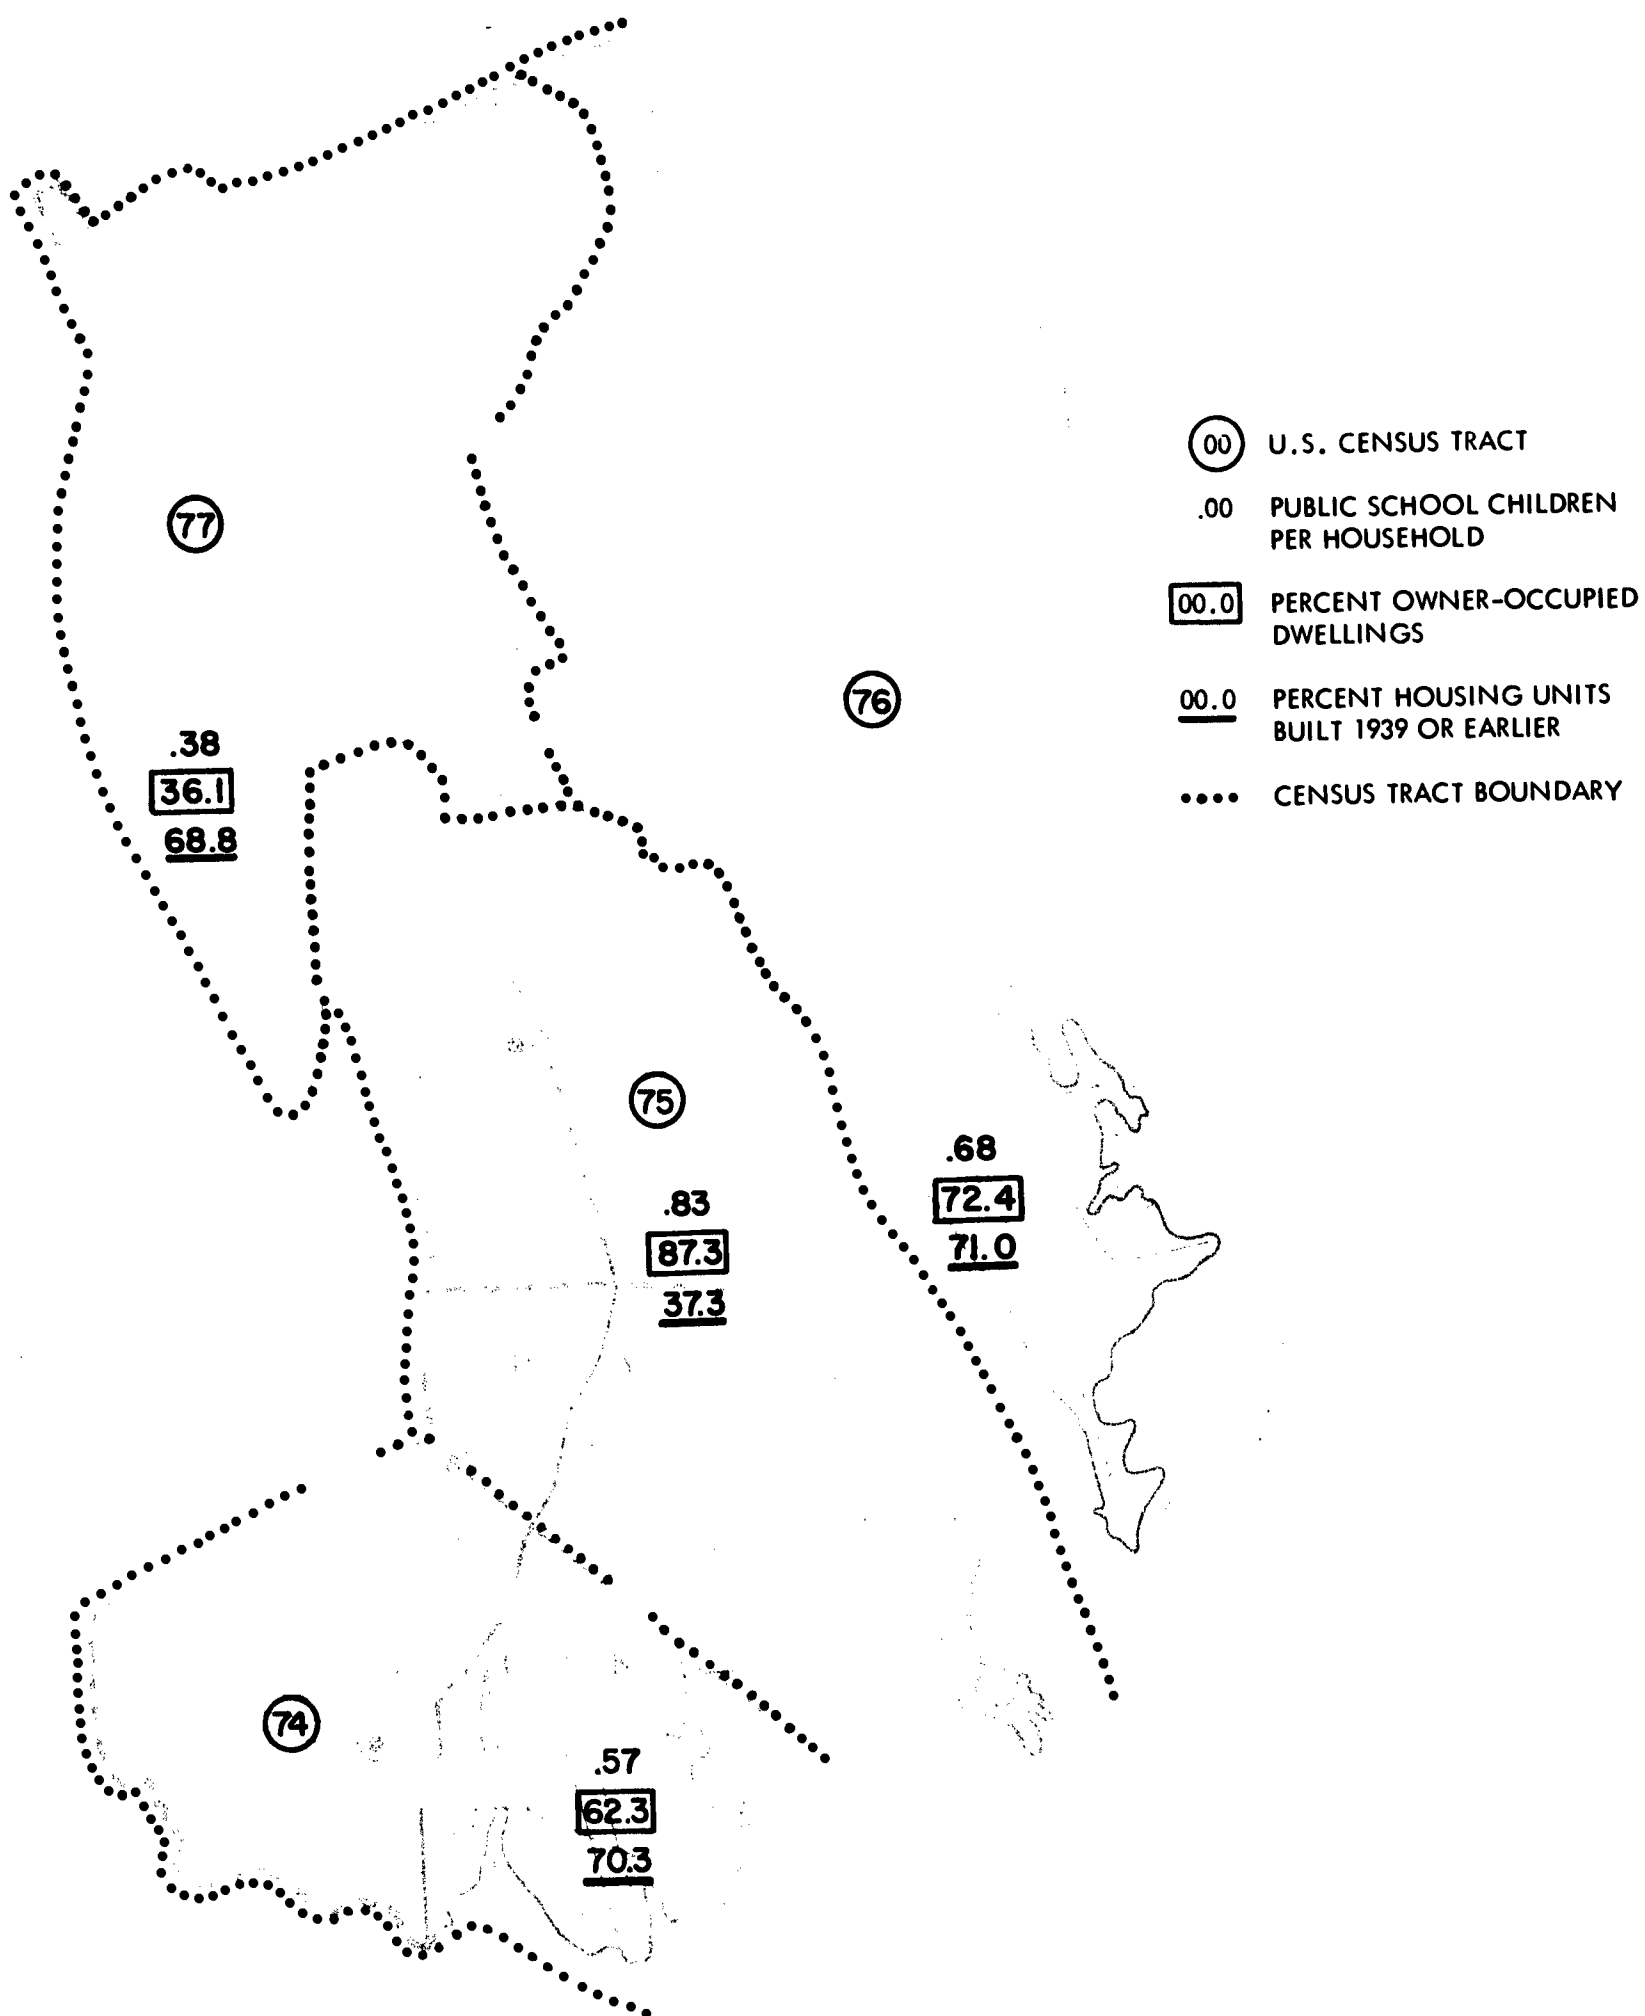 00 U.S. CENSUS TRACT
.00 PUBLIC SCHOOL CHILDREN
PER HOUSEHOLD
00.0 PERCENT OWNER-OCCUPIED
DWELLINGS
00.0 PERCENT HOUSING UNITS
BUILT 1939 OR EARLIER
CENSUS TRACT BOUNDARY
77
.38
36.1
68.8
76
.68
72.4
71.0
75
.83
87.3
37.3
74
.57
62.3
70.3